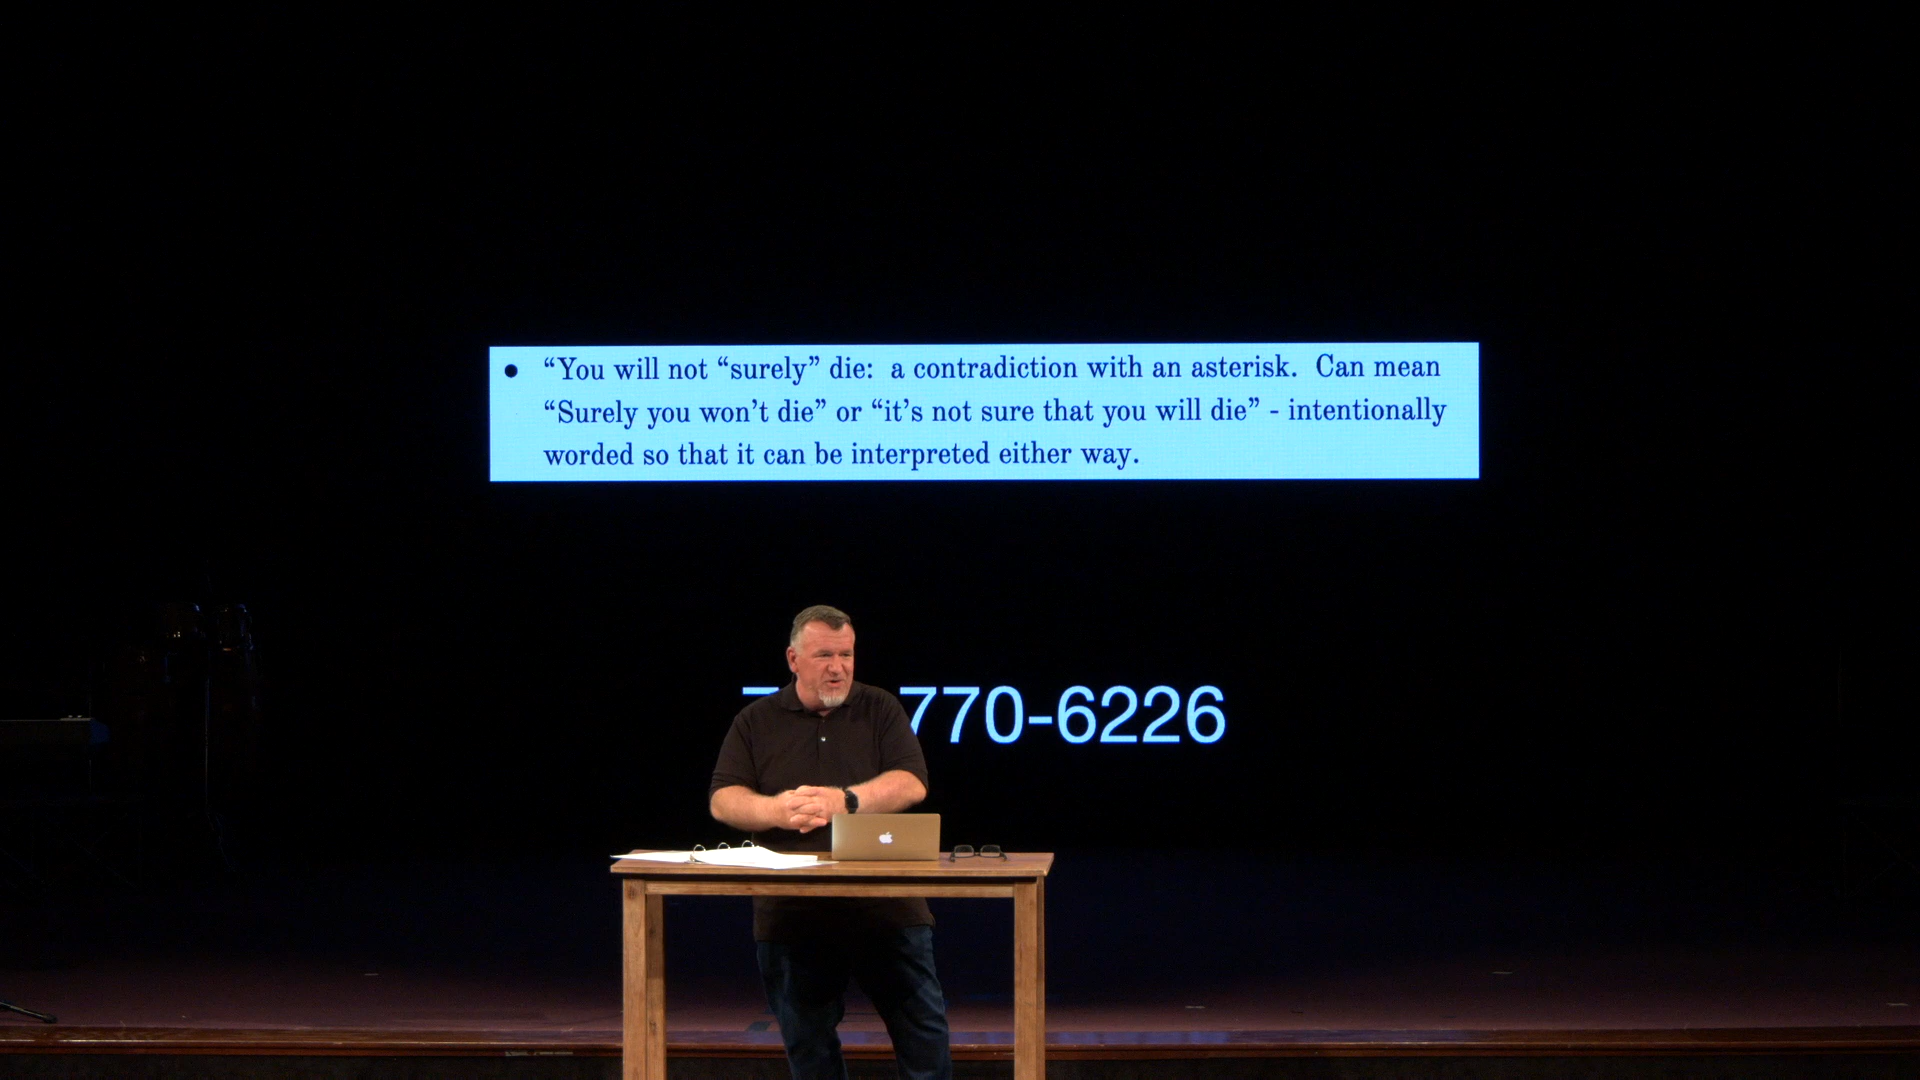 • “You will not “surely” die: a contradiction with an asterisk. Can mean
“Surely you won’t die” or “it’s not sure that you will die” - intentionally
worded so that it can be interpreted either way.
770-6226